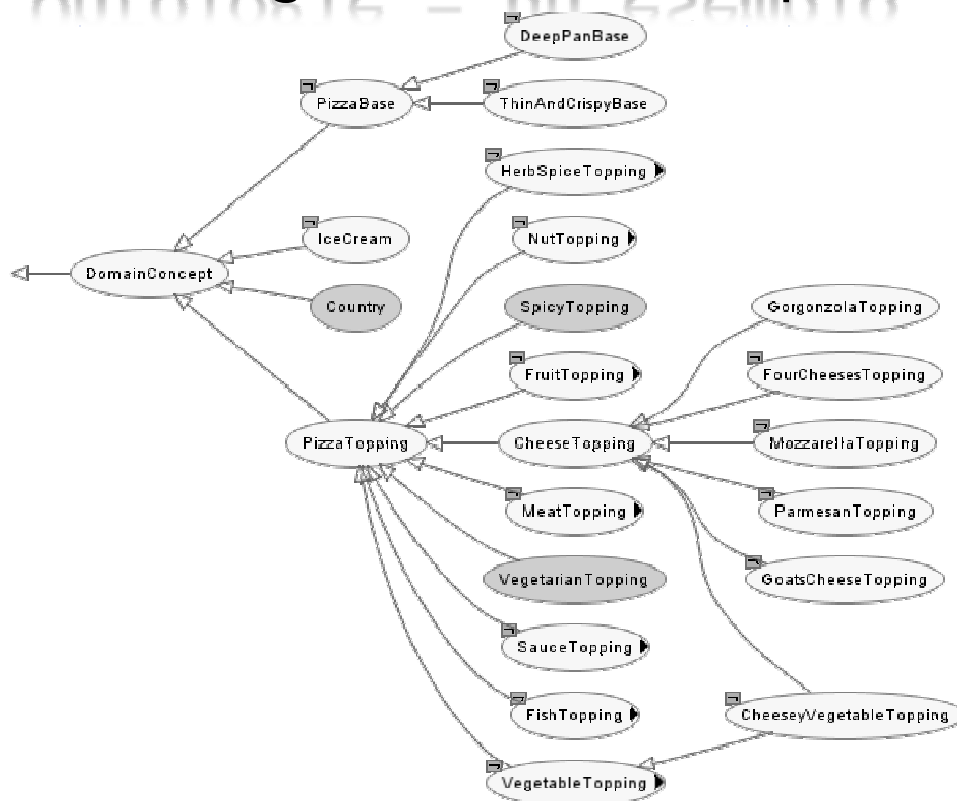 DeepPanBase
PizzaBase
ThinAndCrispyBase
HerbSpiceTopping
IceCream
NutTopping
DomainConcept
Country
SpicyTopping
GorgonzolaTopping
FruitTopping
FourCheesesTopping
PizzaTopping
CheeseTopping
MozzarellaTopping
MeatTopping
ParmesanTopping
VegetarianTopping
GoatsCheeseTopping
SauceTopping
FishTopping
CheeseyVegetableTopping
VegetableTopping